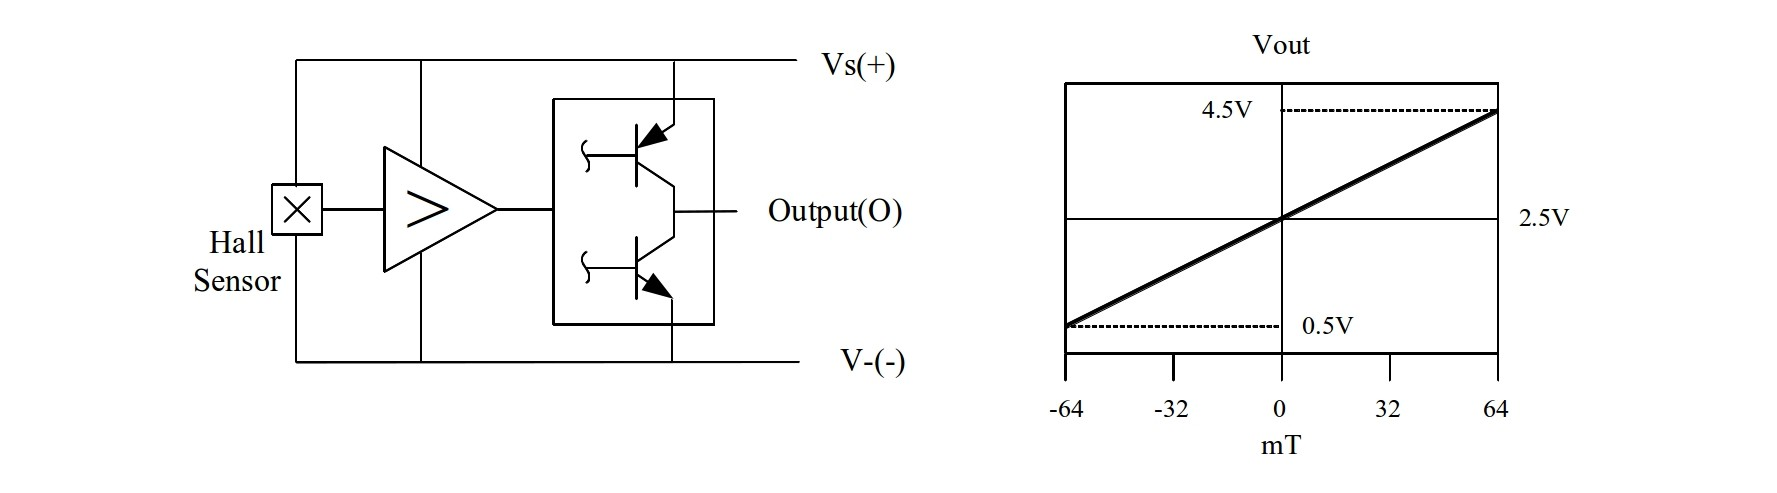 Vs(+)
Hall
Sensor
>
Output(O)
V-(-)
Vout
4.5V
2.5V
0.5V
-64 -32 0 32 64
mT